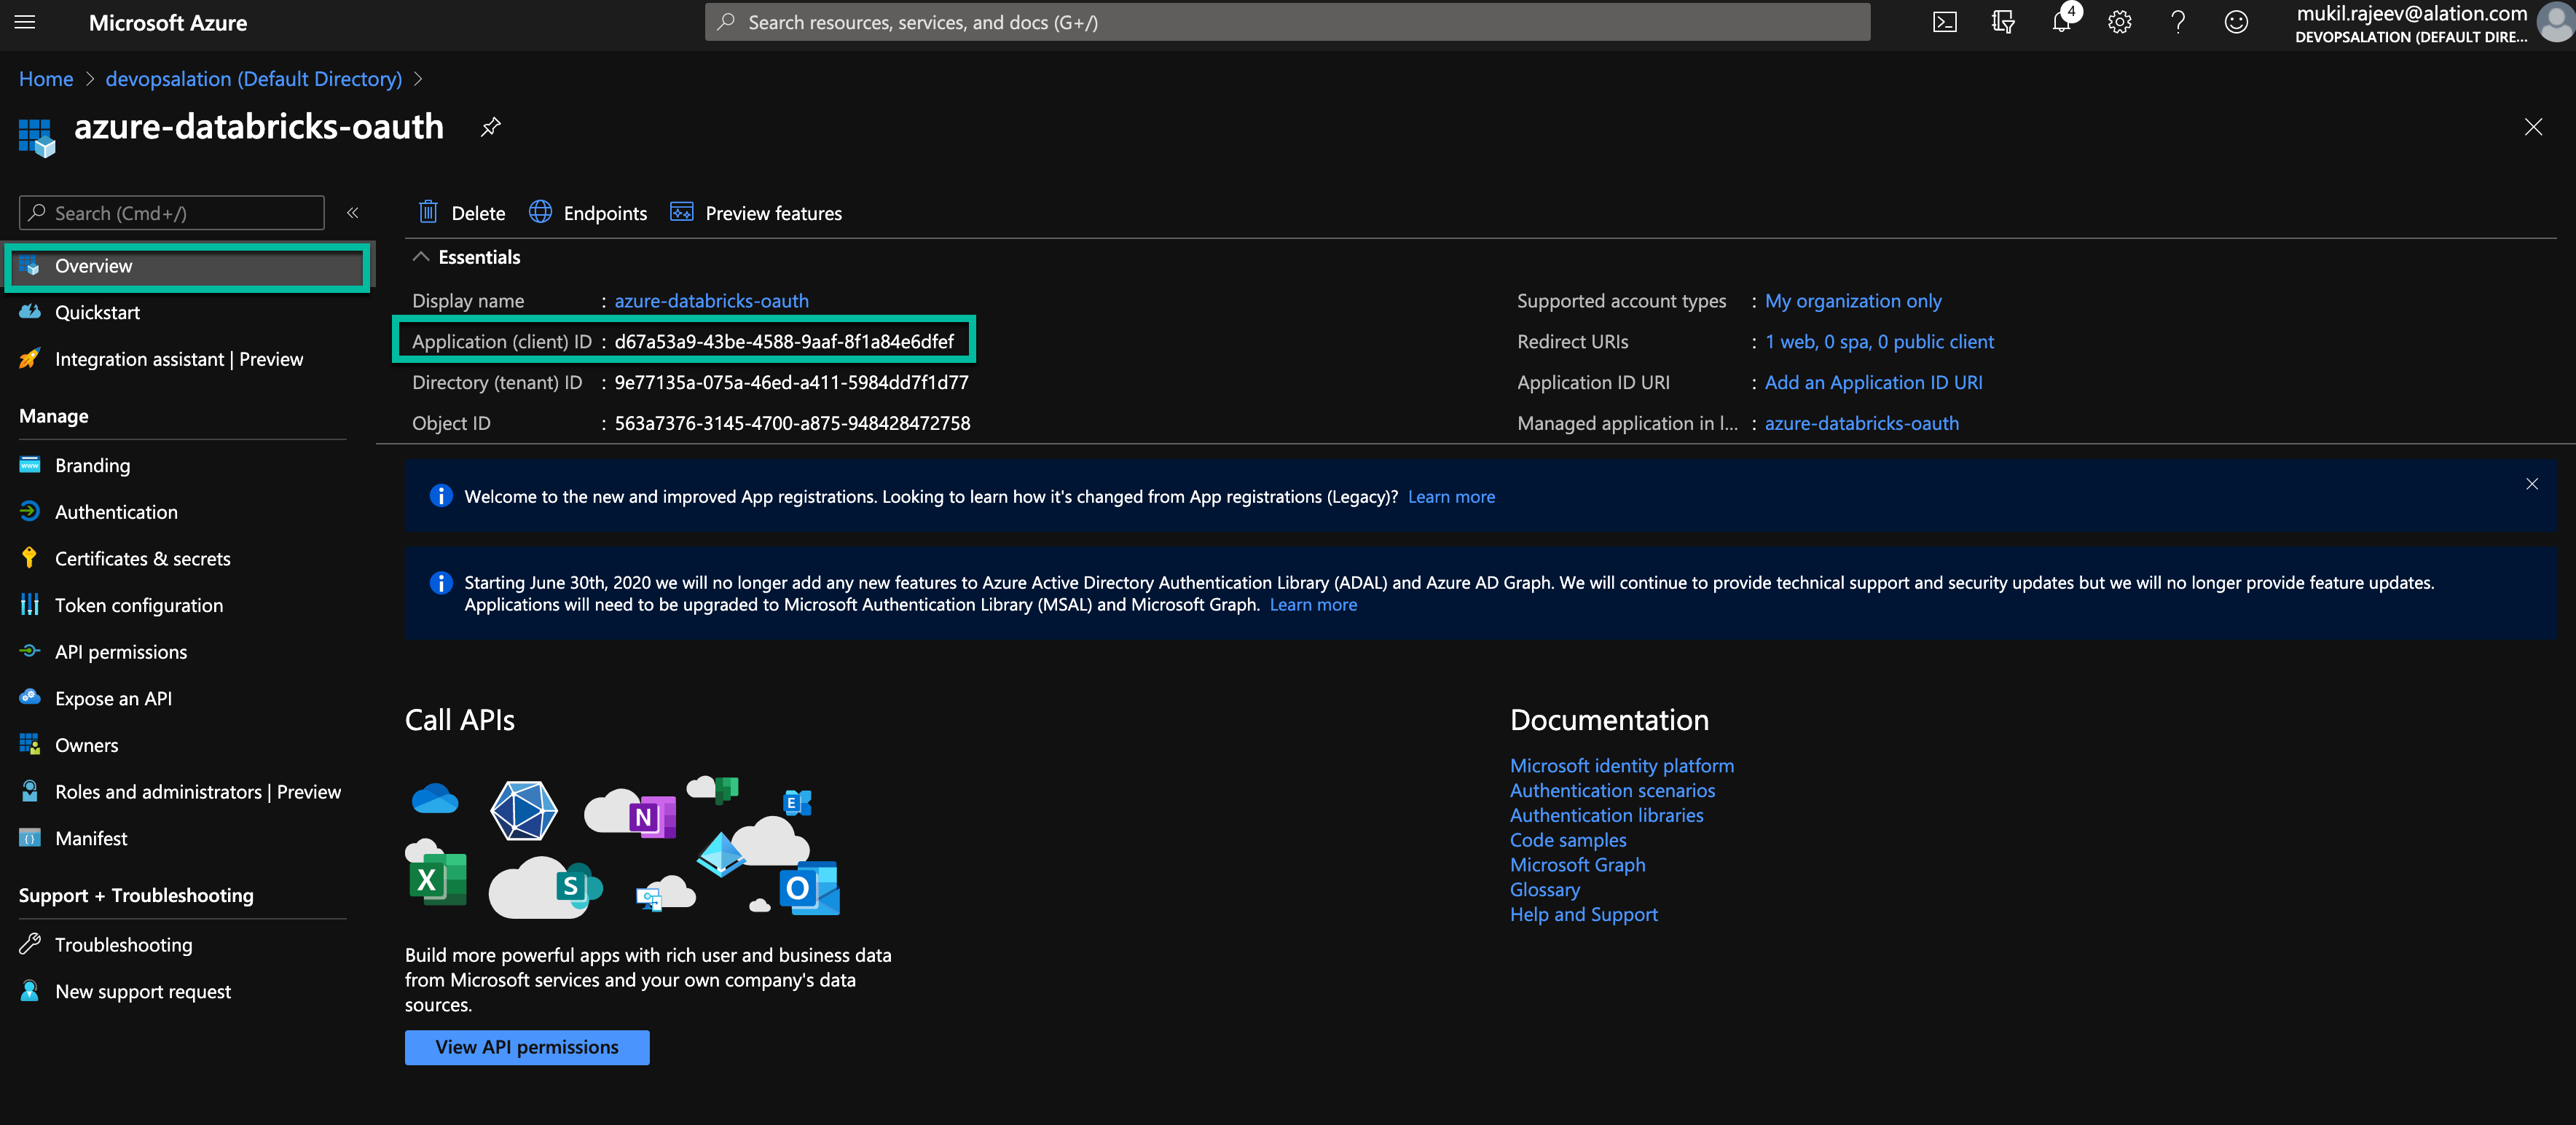 Microsoft Azure
Search resources, services, and docs (G+/)
4
mukil.rajeev@alation.com
DEVOPSALATION (DEFAULT DIRE...
Home > devopsalation (Default Directory) >
azure-databricks-oauth
Search (Cmd+/)
«
Overview
Quickstart
Integration assistant | Preview
Manage
Branding
Authentication
Certificates & secrets
Token configuration
API permissions
Expose an API
Owners
Roles and administrators | Preview
Manifest
Support + Troubleshooting
Troubleshooting
New support request
Delete Endpoints Preview features
Essentials
Display name : azure-databricks-oauth
Application (client) ID : d67a53a9-43be-4588-9aaf-8f1a84e6dfef
Directory (tenant) ID : 9e77135a-075a-46ed-a411-5984dd7f1d77
Object ID : 563a7376-3145-4700-a875-948428472758
Supported account types : My organization only
Redirect URIs : 1 web, 0 spa, 0 public client
Application ID URI : Add an Application ID URI
Managed application in l... : azure-databricks-oauth
Welcome to the new and improved App registrations. Looking to learn how it's changed from App registrations (Legacy)? Learn more
Starting June 30th, 2020 we will no longer add any new features to Azure Active Directory Authentication Library (ADAL) and Azure AD Graph. We will continue to provide technical support and security updates but we will no longer provide feature updates.
Applications will need to be upgraded to Microsoft Authentication Library (MSAL) and Microsoft Graph. Learn more
Call APIs
N
E
X
S
O
Build more powerful apps with rich user and business data
from Microsoft services and your own company's data
sources.
View API permissions
Documentation
Microsoft identity platform
Authentication scenarios
Authentication libraries
Code samples
Microsoft Graph
Glossary
Help and Support